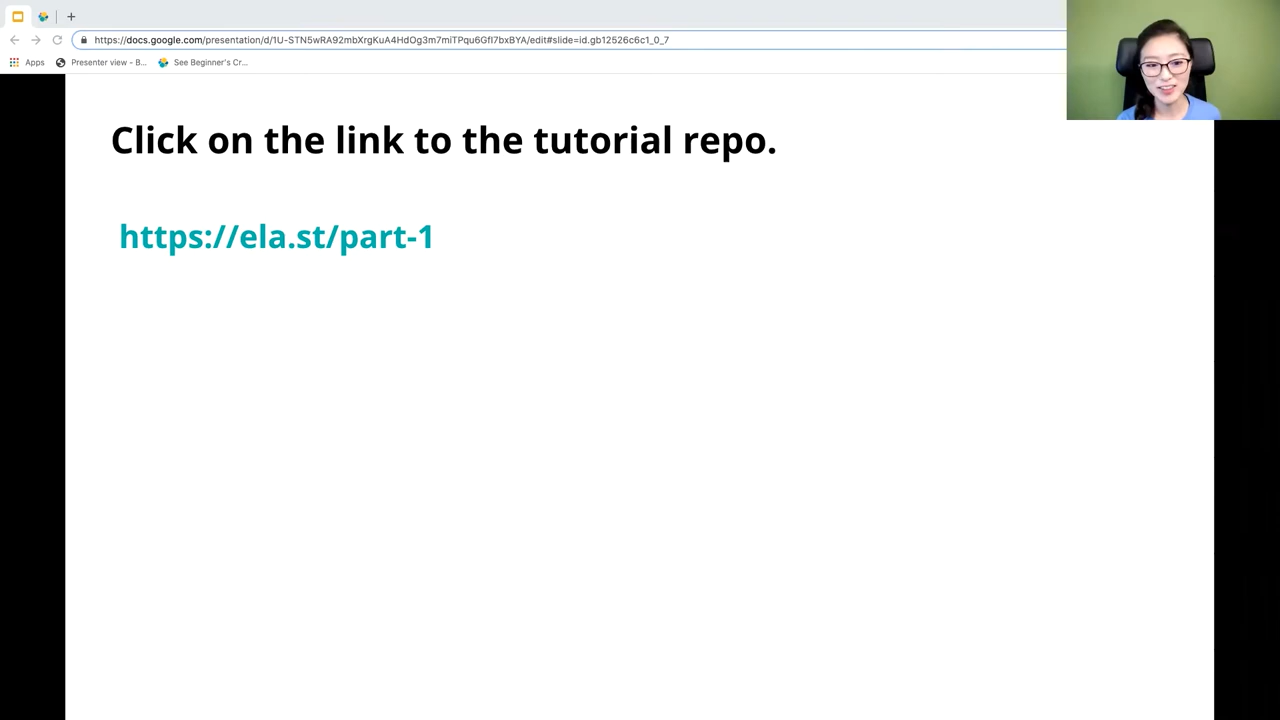 https://docs.google.com/presentation/d/1U-STN5wRA92mbXrgKuA4HdOg3m7miTPqu6GfI7bxBYA/edit#slide=id.gb12526c6c1_0_7
Apps Presenter view - B... See Beginner's Cr...
Click on the link to the tutorial repo.
https://ela.st/part-1